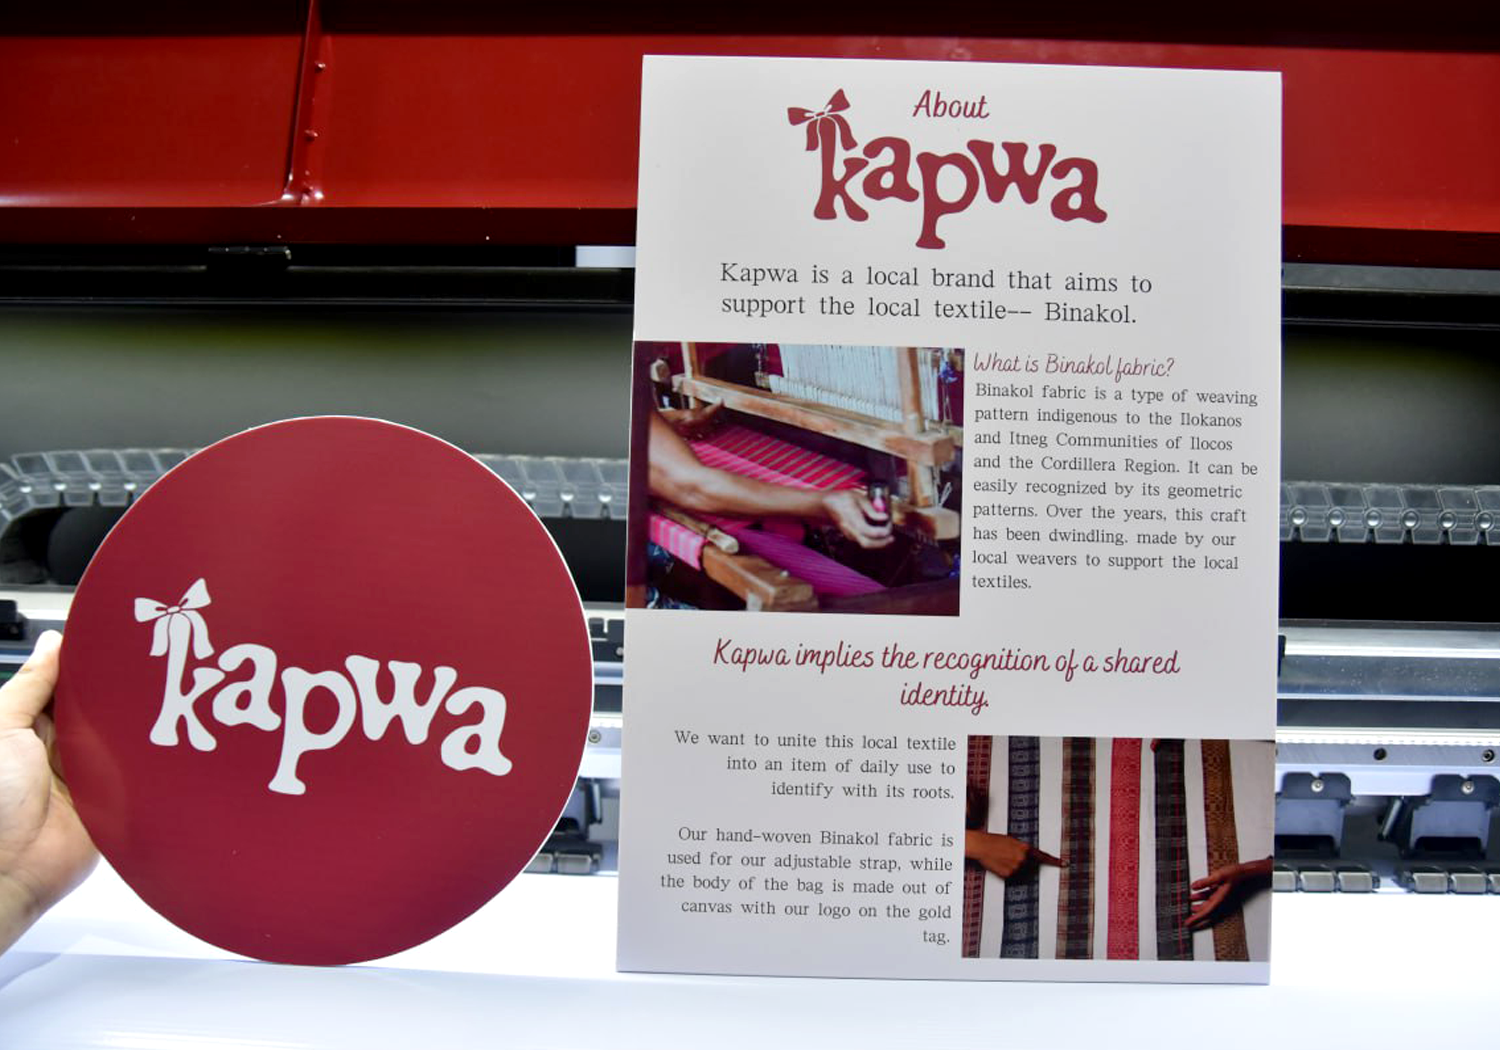 kapwa
About
kapwa
Kapwa is a local brand that aims to
support the local textile-- Binakol.
What is Binakol fabric?
Binakol fabric is a type of weaving
pattern indigenous to the Ilokanos
and Itneg Communities of Ilocos
and the Cordillera Region. It can be
easily recognized by its geometric
patterns. Over the years, this craft
has been dwindling. made by our
local weavers to support the local
textiles.
Kapwa implies the recognition of a shared
identity.
We want to unite this local textile
into an item of daily use to
identify with its roots.
Our hand-woven Binakol fabric is
used for our adjustable strap, while
the body of the bag is made out of
canvas with our logo on the gold
tag.